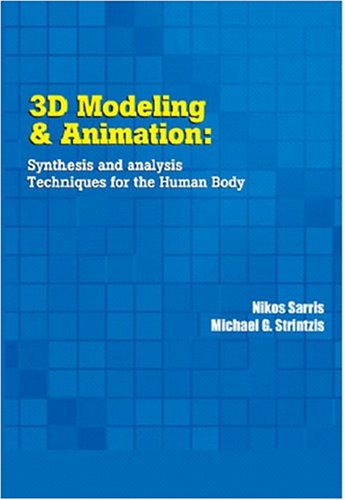 3D Modeling
& Animation:
Synthesis and analysis
Techniques for the Human Body
Nikos Sarris
Michael G. Strintzis